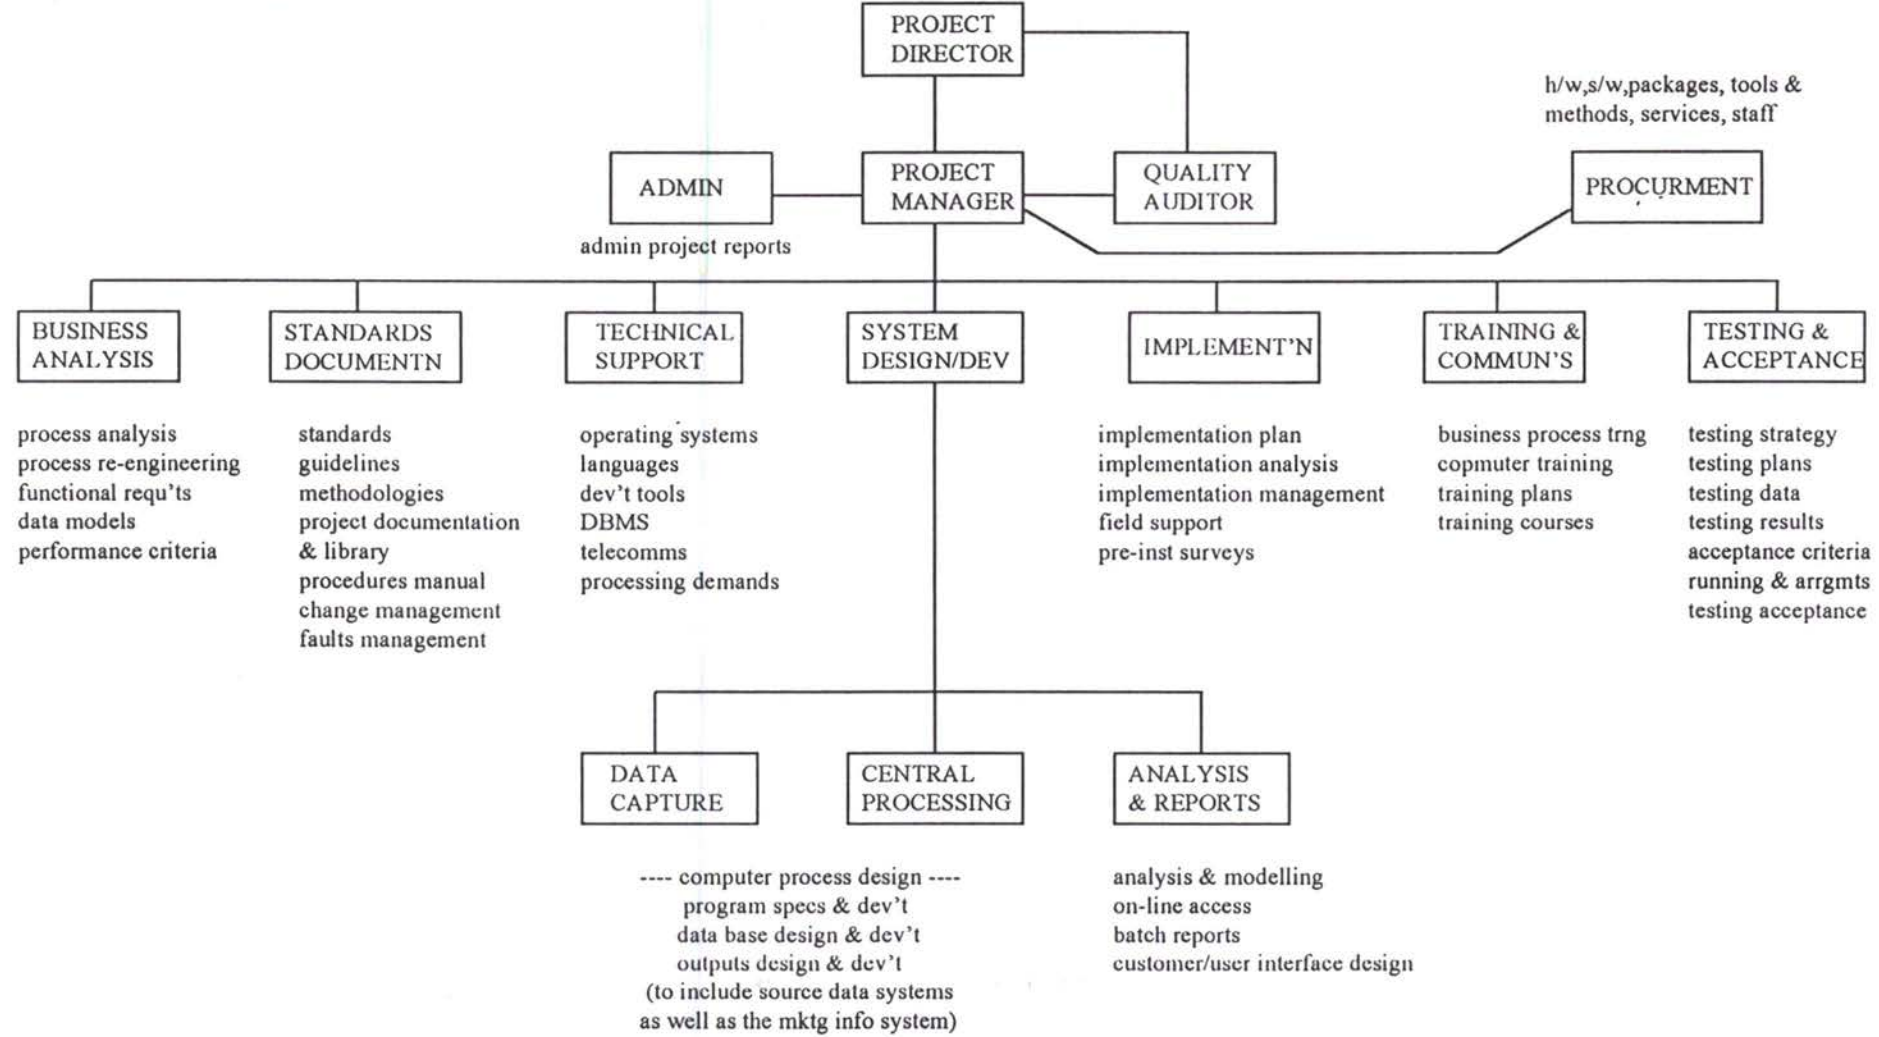 PROJECT
DIRECTOR
h/w,s/w,packages, tools &
methods, services, staff
ADMIN
PROJECT
MANAGER
QUALITY
AUDITOR
PROCURMENT
admin project reports
BUSINESS
ANALYSIS
STANDARDS
DOCUMENTN
TECHNICAL
SUPPORT
SYSTEM
DESIGN/DEV
IMPLEMENT'N
TRAINING &
COMMUN'S
TESTING &
ACCEPTANCE
process analysis
process re-engineering
functional requ'ts
data models
performance criteria
standards
guidelines
methodologies
project documentation
& library
procedures manual
change management
faults management
operating systems
languages
dev't tools
DBMS
telecomms
processing demands
implementation plan
implementation analysis
implementation management
field support
pre-inst surveys
business process trng
copmuter training
training plans
training courses
testing strategy
testing plans
testing data
testing results
acceptance criteria
running & arrgmts
testing acceptance
DATA
CAPTURE
CENTRAL
PROCESSING
ANALYSIS
& REPORTS
---- computer process design ----
program specs & dev't
data base design & dev't
outputs design & dev't
(to include source data systems
as well as the mktg info system)
analysis & modelling
on-line access
batch reports
customer/user interface design